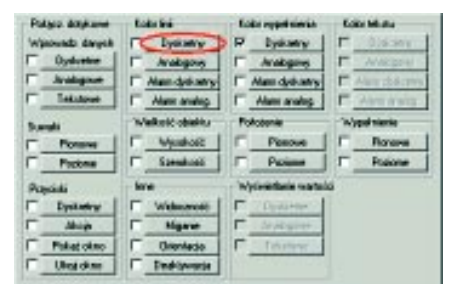 Połącz. dotykowe
Kolor linii
Kolor wypełnienia
Kolor tekstu
Wprowadź. danych
Dyskretny
Dyskretny
Dyskretny
Dyskretne
Analogowy
Analogowy
Analogowy
Analogowe
Alarm dyskretny
Alarm dyskretny
Alarm dyskretny
Tekstowe
Alarm analog.
Alarm analog.
Alarm analog.
Suwaki
Wielkość obiektu
Położenie
Wypełnienie
Pionowe
Wysokość
Pionowe
Pionowe
Poziome
Szerokość
Poziome
Poziome
Przyciski
Inne
Wyświetlanie wartości
Dyskretny
Widoczność
Dyskretne
Akcja
Miganie
Analogowe
Pokaż okno
Orientacja
Tekstowe
Ukryj okno
Deaktywacja